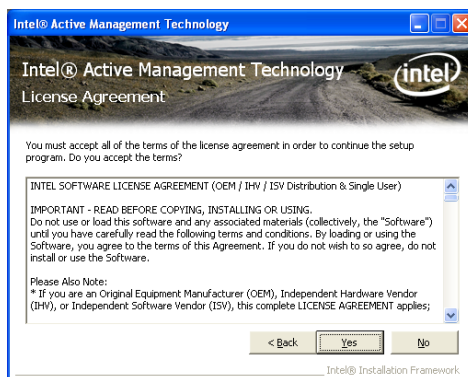 Intel® Active Management Technology
Intel® Active Management Technology
License Agreement
intel
You must accept all of the terms of the license agreement in order to continue the setup
program. Do you accept the terms?
INTEL SOFTWARE LICENSE AGREEMENT (OEM / IHV / ISV Distribution & Single User)
IMPORTANT - READ BEFORE COPYING, INSTALLING OR USING.
Do not use or load this software and any associated materials (collectively, the "Software")
until you have carefully read the following terms and conditions. By loading or using the
Software, you agree to the terms of this Agreement. If you do not wish to so agree, do not
install or use the Software.
Please Also Note:
* If you are an Original Equipment Manufacturer (OEM), Independent Hardware Vendor
(IHV), or Independent Software Vendor (ISV), this complete LICENSE AGREEMENT applies;
< Back Yes No
Intel® Installation Framework